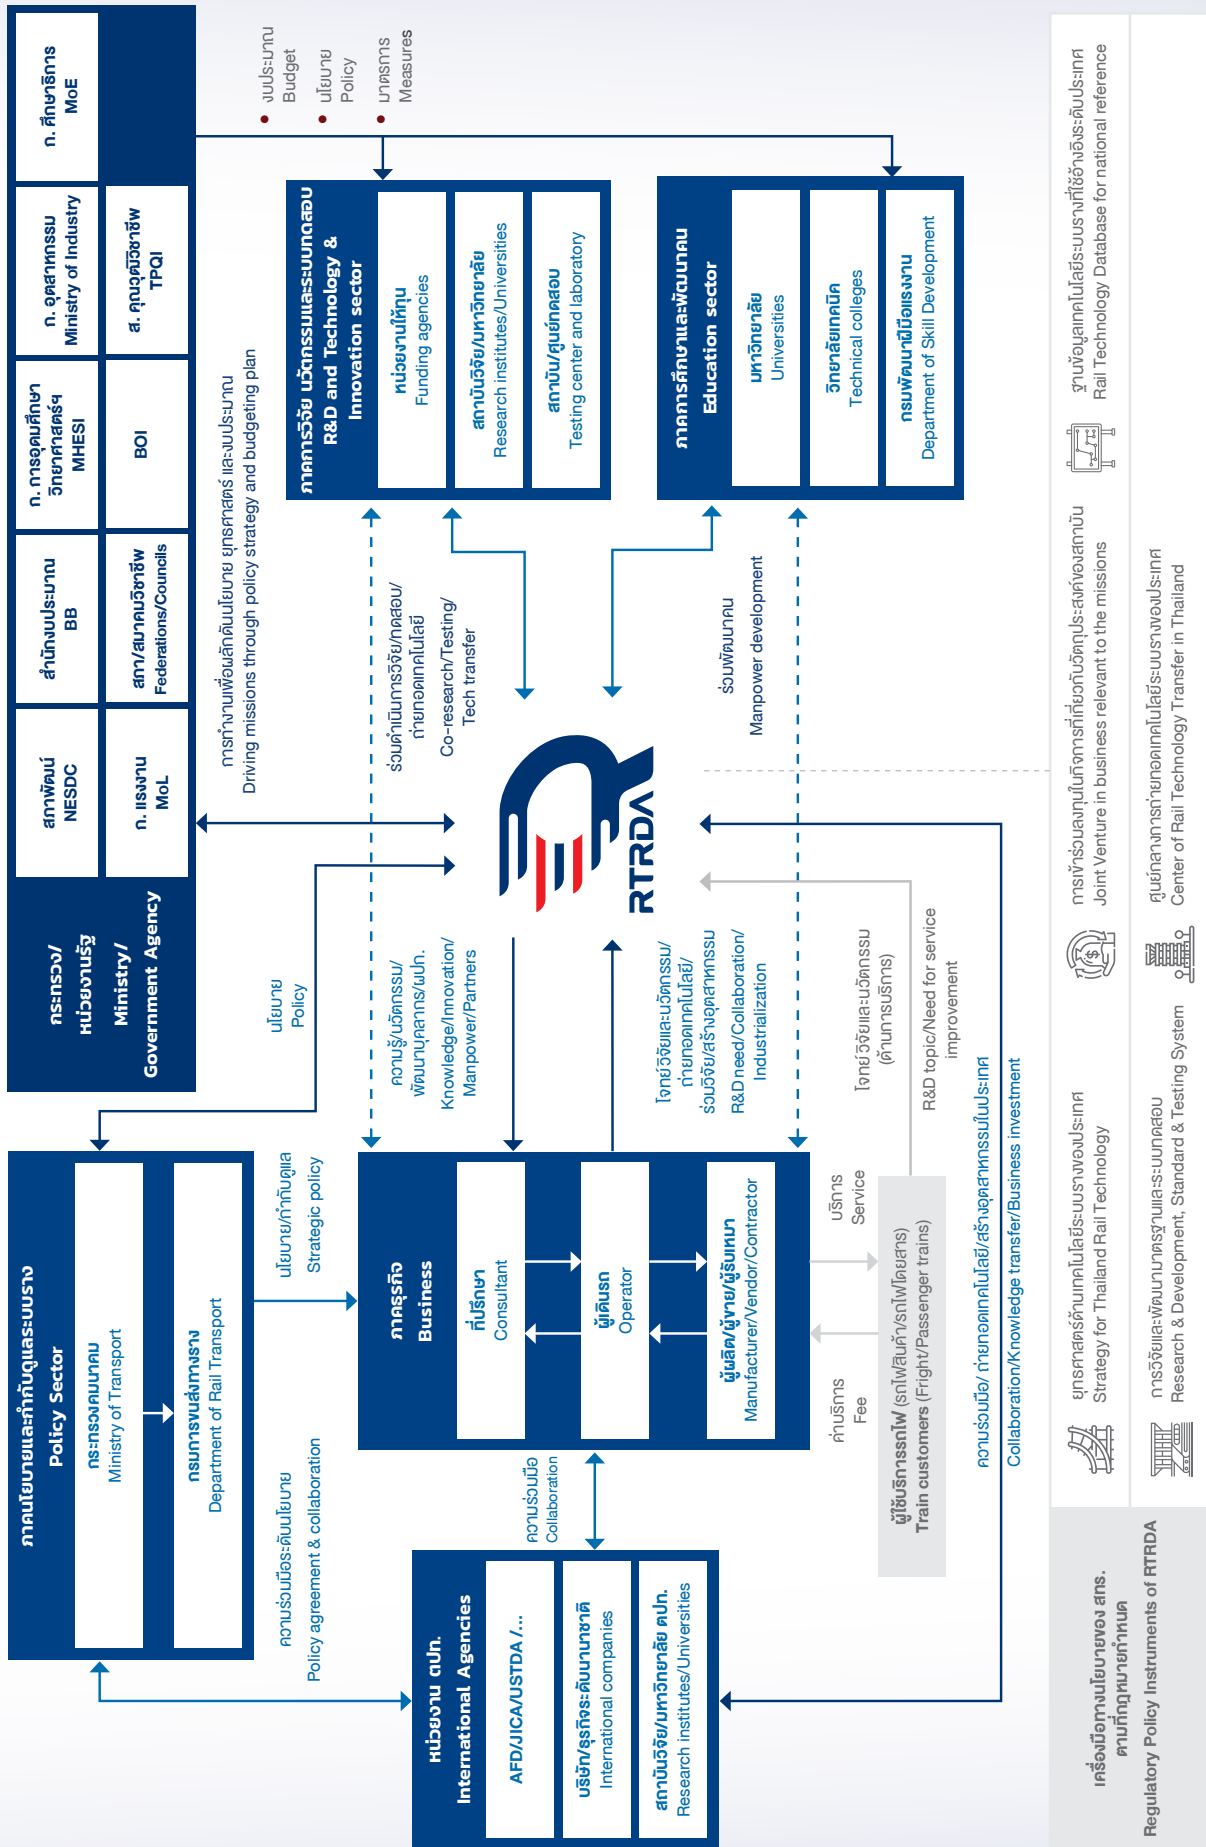 กระทรวง/
หน่วยงานรัฐ
Ministry/
Government Agency
สภาพัฒน์
NESDC
สำนักงบประมาณ
BB
ก. การอุดมศึกษา
วิทยาศาสตร์ฯ
MHESI
ก. อุตสาหกรรม
Ministry of Industry
ก. ศึกษาธิการ
MoE
ก. แรงงาน
MoL
สภา/สมาคมวิชาชีพ
Federations/Councils
BOI
ส. คุณวุฒิวิชาชีพ
TPQI
ภาคนโยบายและกำกับดูแลระบบราง
Policy Sector
กระทรวงคมนาคม
Ministry of Transport
กรมการขนส่งทางราง
Department of Rail Transport
นโยบาย
Policy
การทำงานเพื่อผลักดันนโยบาย ยุทธศาสตร์ และงบประมาณ
Driving missions through policy strategy and budgeting plan
• งบประมาณ
Budget
• นโยบาย
Policy
• มาตรการ
Measures
ความร่วมมือระดับนโยบาย
Policy agreement & collaboration
นโยบาย/กำกับดูแล
Strategic policy
ความรู้/นวัตกรรม/
พัฒนาบุคลากร/ผปก.
Knowledge/Innovation/
Manpower/Partners
ร่วมดำเนินการวิจัย/ทดสอบ/
ถ่ายทอดเทคโนโลยี
Co-research/Testing/
Tech transfer
ภาคการวิจัย นวัตกรรมและระบบทดสอบ
R&D and Technology &
Innovation sector
หน่วยงานให้ทุน
Funding agencies
สถาบันวิจัย/มหาวิทยาลัย
Research institutes/Universities
สถาบัน/ศูนย์ทดสอบ
Testing center and laboratory
หน่วยงาน ตปท.
International Agencies
AFD/JICA/USTDA /...
บริษัท/ธุรกิจระดับนานาชาติ
International companies
สถาบันวิจัย/มหาวิทยาลัย ตปท.
Research institutes/Universities
ความร่วมมือ
Collaboration
ภาคธุรกิจ
Business
ที่ปรึกษา
Consultant
ผู้เดินรถ
Operator
ผู้ผลิต/ผู้ขาย/ผู้รับเหมา
Manufacturer/Vendor/Contractor
RTRDA
โจทย์วิจัยและนวัตกรรม/
ถ่ายทอดเทคโนโลยี/
ร่วมวิจัย/สร้างอุตสาหกรรม
R&D need/Collaboration/
Industrialization
ร่วมพัฒนาคน
Manpower development
ภาคการศึกษาและพัฒนาคน
Education sector
มหาวิทยาลัย
Universities
วิทยาลัยเทคนิค
Technical colleges
กรมพัฒนาฝีมือแรงงาน
Department of Skill Development
ค่าบริการ
Fee
บริการ
Service
ผู้ใช้บริการรถไฟ (รถไฟสินค้า/รถไฟโดยสาร)
Train customers (Fright/Passenger trains)
โจทย์วิจัยและนวัตกรรม
(ด้านการบริการ)
R&D topic/Need for service
improvement
ความร่วมมือ/ ถ่ายทอดเทคโนโลยี/สร้างอุตสาหกรรมในประเทศ
Collaboration/Knowledge transfer/Business investment
เครื่องมือทางนโยบายของ สทร.
ตามที่กฎหมายกำหนด
Regulatory Policy Instruments of RTRDA
ยุทธศาสตร์ด้านเทคโนโลยีระบบรางของประเทศ
Strategy for Thailand Rail Technology
การเข้าร่วมลงทุนในกิจการที่เกี่ยวกับวัตถุประสงค์ของสถาบัน
Joint Venture in business relevant to the missions
ฐานข้อมูลเทคโนโลยีระบบรางที่ใช้อ้างอิงระดับประเทศ
Rail Technology Database for national reference
การวิจัยและพัฒนามาตรฐานและระบบทดสอบ
Research & Development, Standard & Testing System
ศูนย์กลางการถ่ายทอดเทคโนโลยีระบบรางของประเทศ
Center of Rail Technology Transfer in Thailand